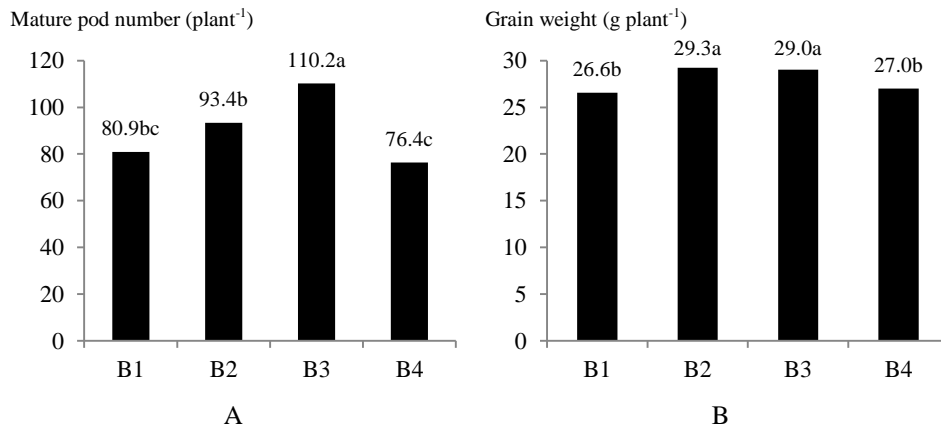 Mature pod number (plant⁻¹)
120
100
80
60
40
20
0
80.9bc
93.4b
110.2a
76.4c
B1 B2 B3 B4
A
Grain weight (g plant⁻¹)
30
25
20
15
10
5
0
26.6b
29.3a
29.0a
27.0b
B1 B2 B3 B4
B